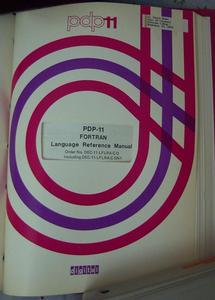 pdp11
PDP-11
FORTRAN
Language Reference Manual
Order No. DEC-11-LFLRA-C-D
including DEC-11-LFLRA-C-DN1
digital